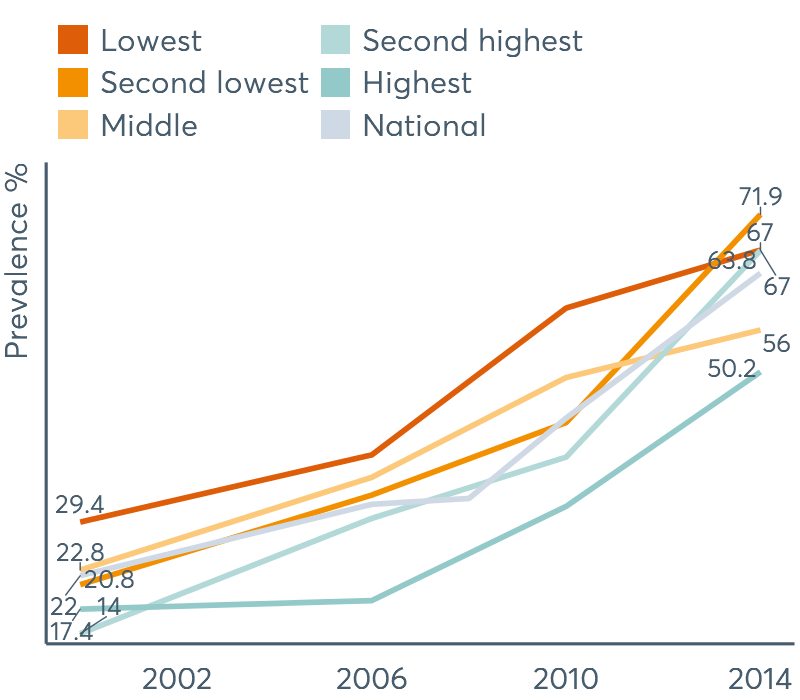 Lowest
Second lowest
Middle
Second highest
Highest
National
Prevalence %
71.9
67
63.8
67
56
50.2
29.4
22.8
20.8
22
14
17.4
2002
2006
2010
2014